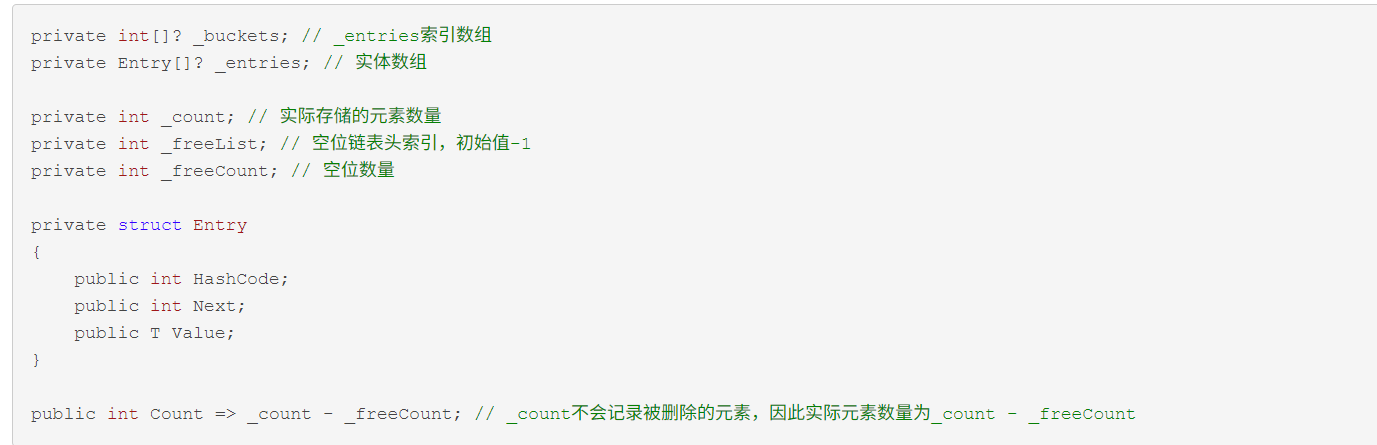 private int[]? _buckets; // _entries索引数组
private Entry[]? _entries; // 实体数组
private int _count; // 实际存储的元素数量
private int _freeList; // 空位链表头索引，初始值-1
private int _freeCount; // 空位数量
private struct Entry
{
public int HashCode;
public int Next;
public T Value;
}
public int Count => _count - _freeCount; // _count不会记录被删除的元素，因此实际元素数量为_count - _freeCount